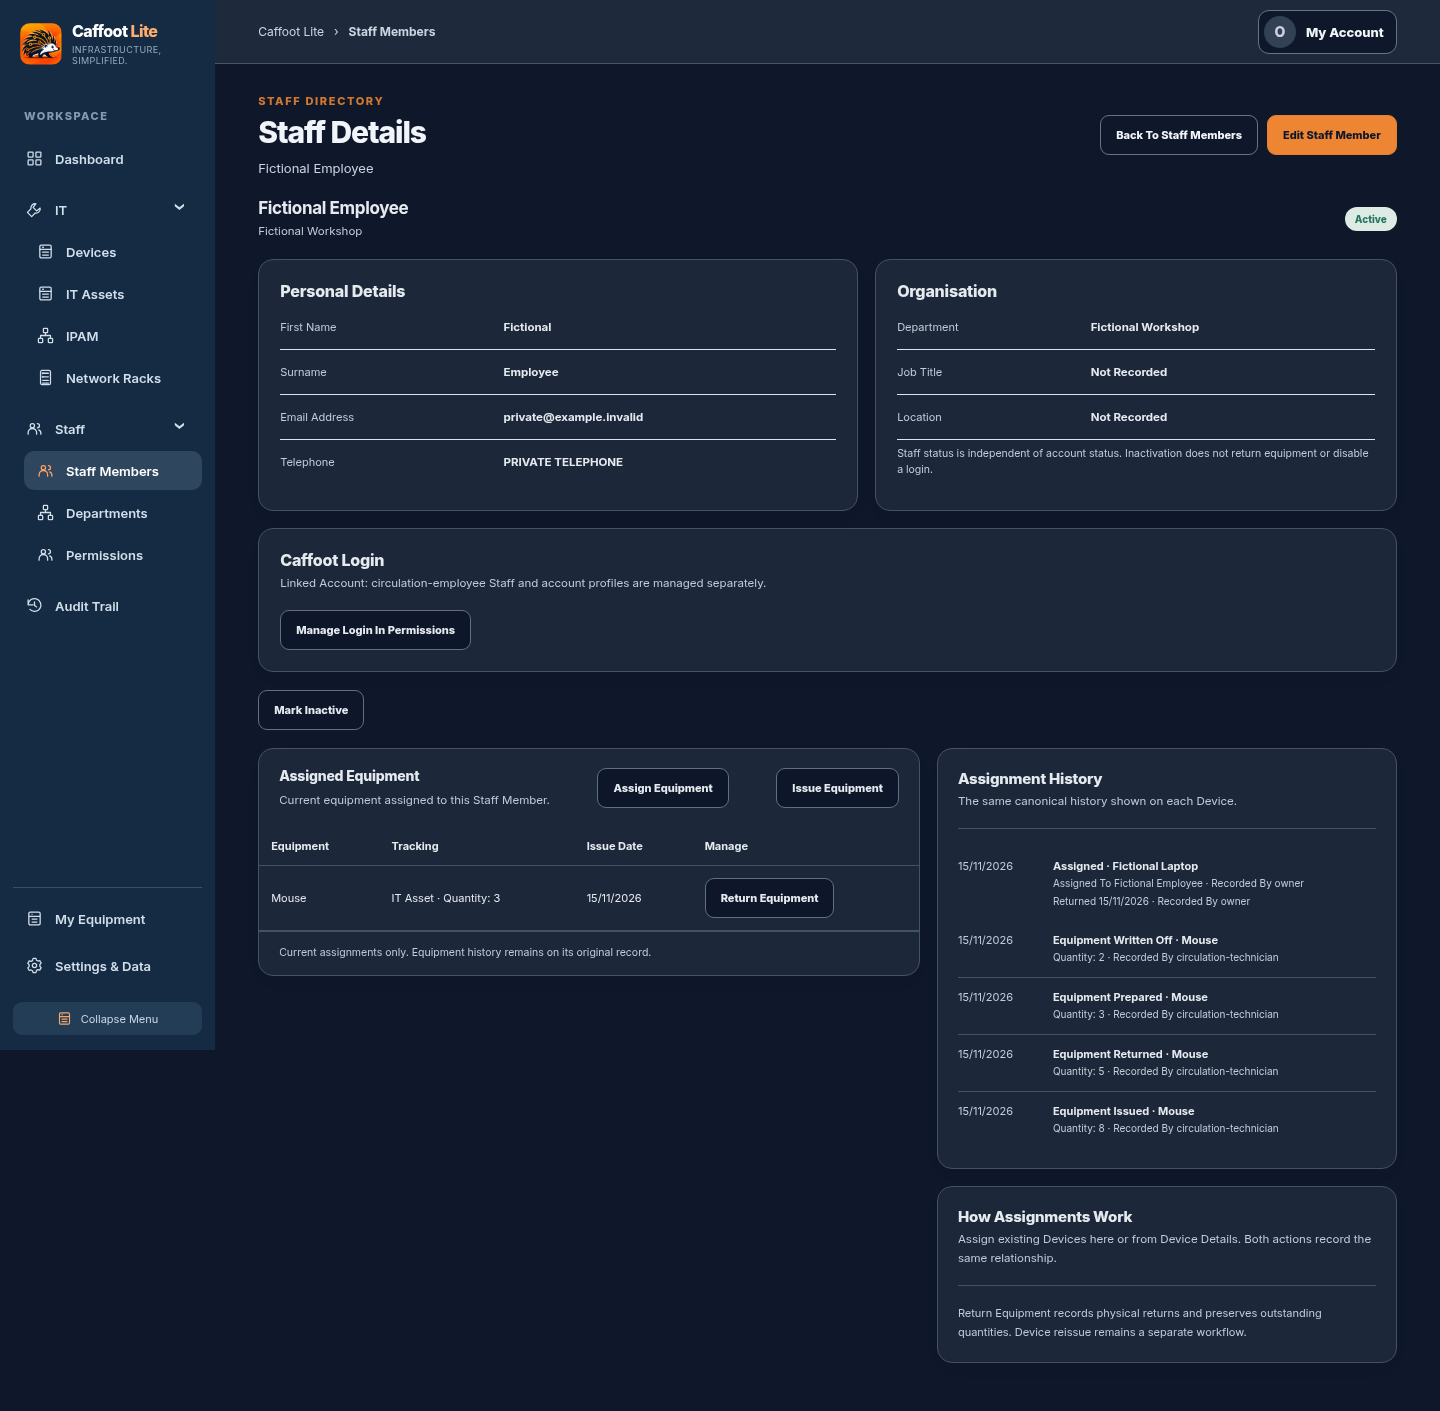 Caffoot Lite
INFRASTRUCTURE,
SIMPLIFIED.
WORKSPACE
Dashboard
IT
Devices
IT Assets
IPAM
Network Racks
Staff
Staff Members
Departments
Permissions
Audit Trail
My Equipment
Settings & Data
Collapse Menu
Caffoot Lite › Staff Members
O My Account
STAFF DIRECTORY
Staff Details
Fictional Employee
Back To Staff Members
Edit Staff Member
Fictional Employee
Fictional Workshop
Active
Personal Details
First Name Fictional
Surname Employee
Email Address private@example.invalid
Telephone PRIVATE TELEPHONE
Organisation
Department Fictional Workshop
Job Title Not Recorded
Location Not Recorded
Staff status is independent of account status. Inactivation does not return equipment or disable
a login.
Caffoot Login
Linked Account: circulation-employee Staff and account profiles are managed separately.
Manage Login In Permissions
Mark Inactive
Assigned Equipment
Current equipment assigned to this Staff Member.
Assign Equipment
Issue Equipment
Equipment Tracking Issue Date Manage
Mouse IT Asset · Quantity: 3 15/11/2026 Return Equipment
Current assignments only. Equipment history remains on its original record.
Assignment History
The same canonical history shown on each Device.
15/11/2026 Assigned · Fictional Laptop
Assigned To Fictional Employee · Recorded By owner
Returned 15/11/2026 · Recorded By owner
15/11/2026 Equipment Written Off · Mouse
Quantity: 2 · Recorded By circulation-technician
15/11/2026 Equipment Prepared · Mouse
Quantity: 3 · Recorded By circulation-technician
15/11/2026 Equipment Returned · Mouse
Quantity: 5 · Recorded By circulation-technician
15/11/2026 Equipment Issued · Mouse
Quantity: 8 · Recorded By circulation-technician
How Assignments Work
Assign existing Devices here or from Device Details. Both actions record the
same relationship.
Return Equipment records physical returns and preserves outstanding
quantities. Device reissue remains a separate workflow.